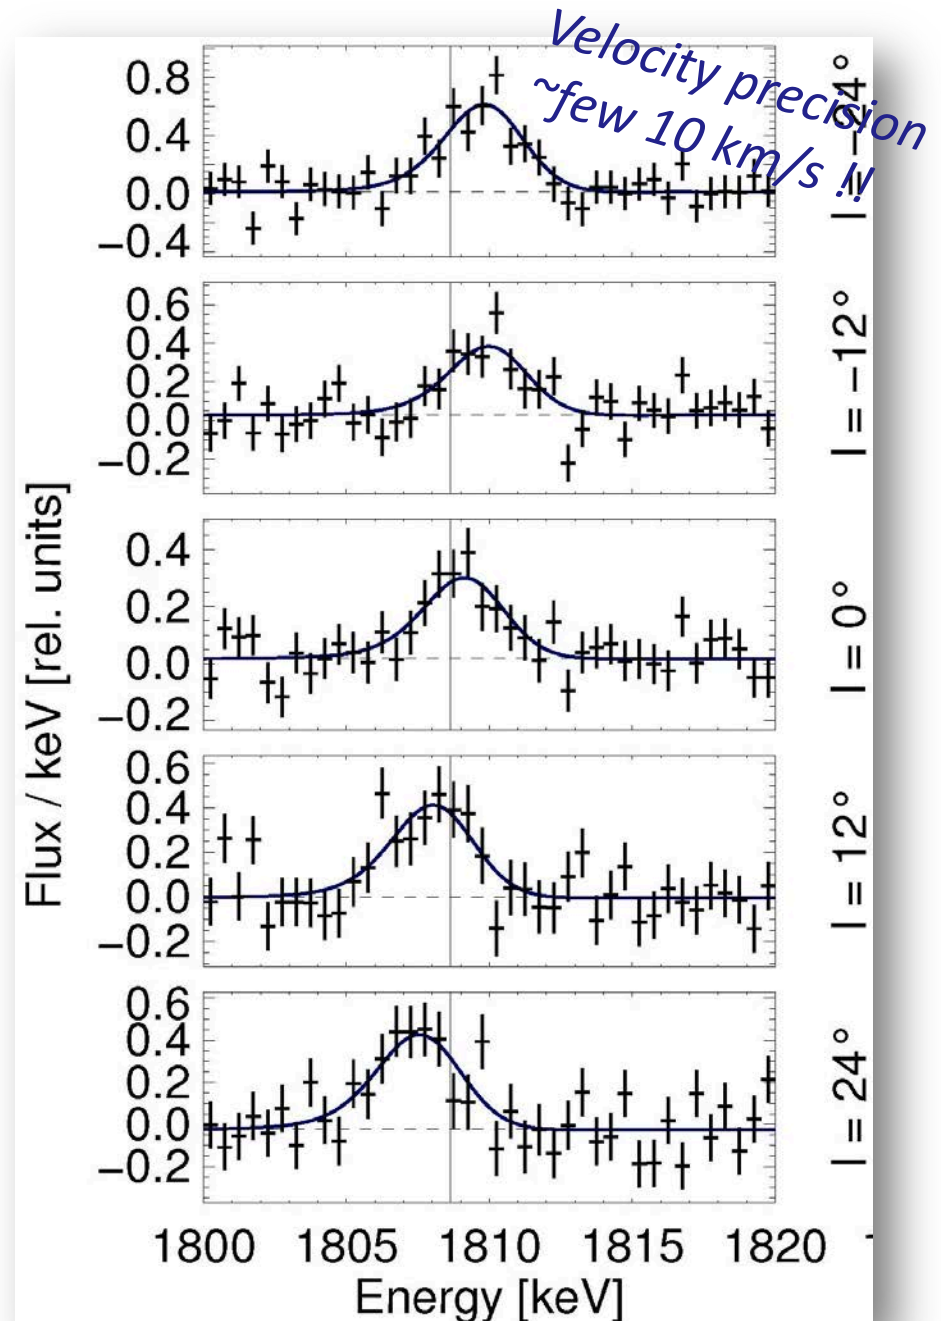 Velocity precision
~few 10 km/s !!
0.8
0.4
0.0
−0.4
l = −24°
0.6
0.4
0.2
0.0
−0.2
l = −12°
Flux / keV [rel. units]
0.4
0.2
0.0
−0.2
l = 0°
0.6
0.4
0.2
0.0
−0.2
l = 12°
0.6
0.4
0.2
0.0
−0.2
l = 24°
1800 1805 1810 1815 1820
Energy [keV]